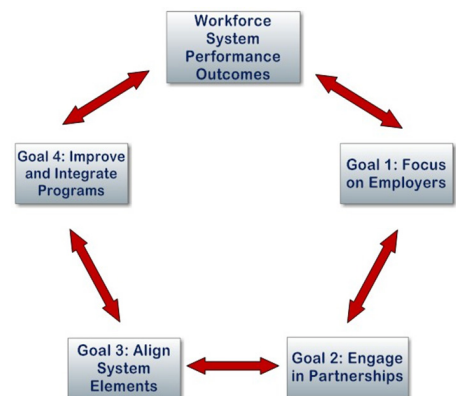 Workforce
System
Performance
Outcomes
Goal 4: Improve
and Integrate
Programs
Goal 1: Focus
on Employers
Goal 3: Align
System
Elements
Goal 2: Engage
in Partnerships